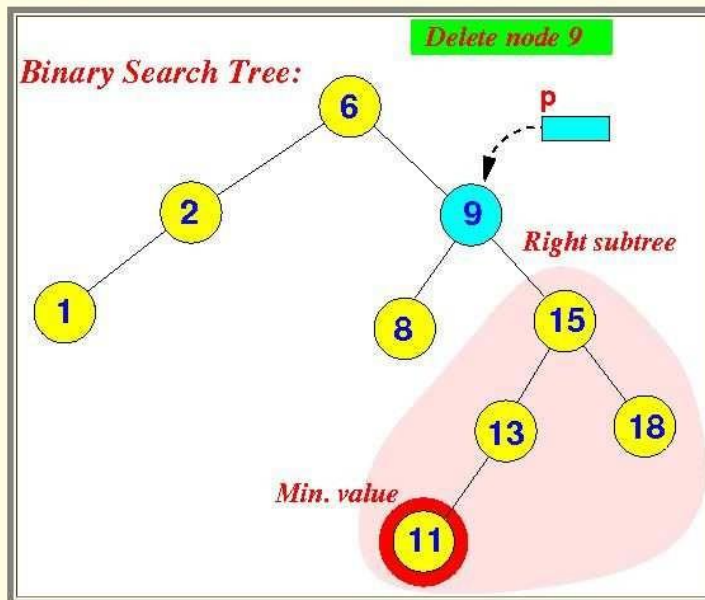 Delete node 9
Binary Search Tree:
p
6
2
9
Right subtree
1
8
15
13
18
Min. value
11